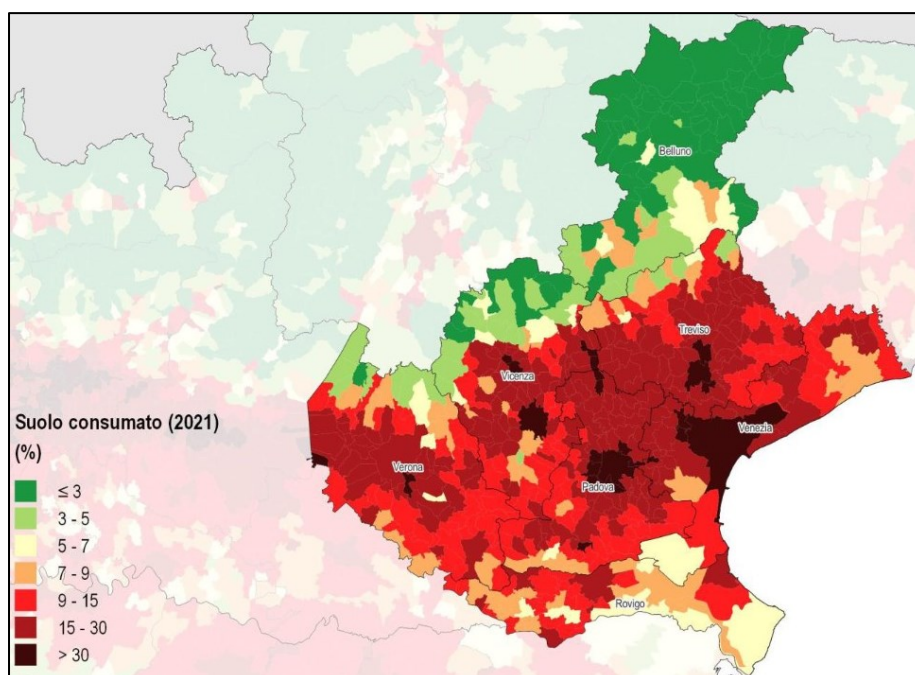 Belluno
Treviso
Vicenza
Venezia
Verona
Padova
Rovigo
Suolo consumato (2021)
(%)
≤ 3
3 - 5
5 - 7
7 - 9
9 - 15
15 - 30
> 30